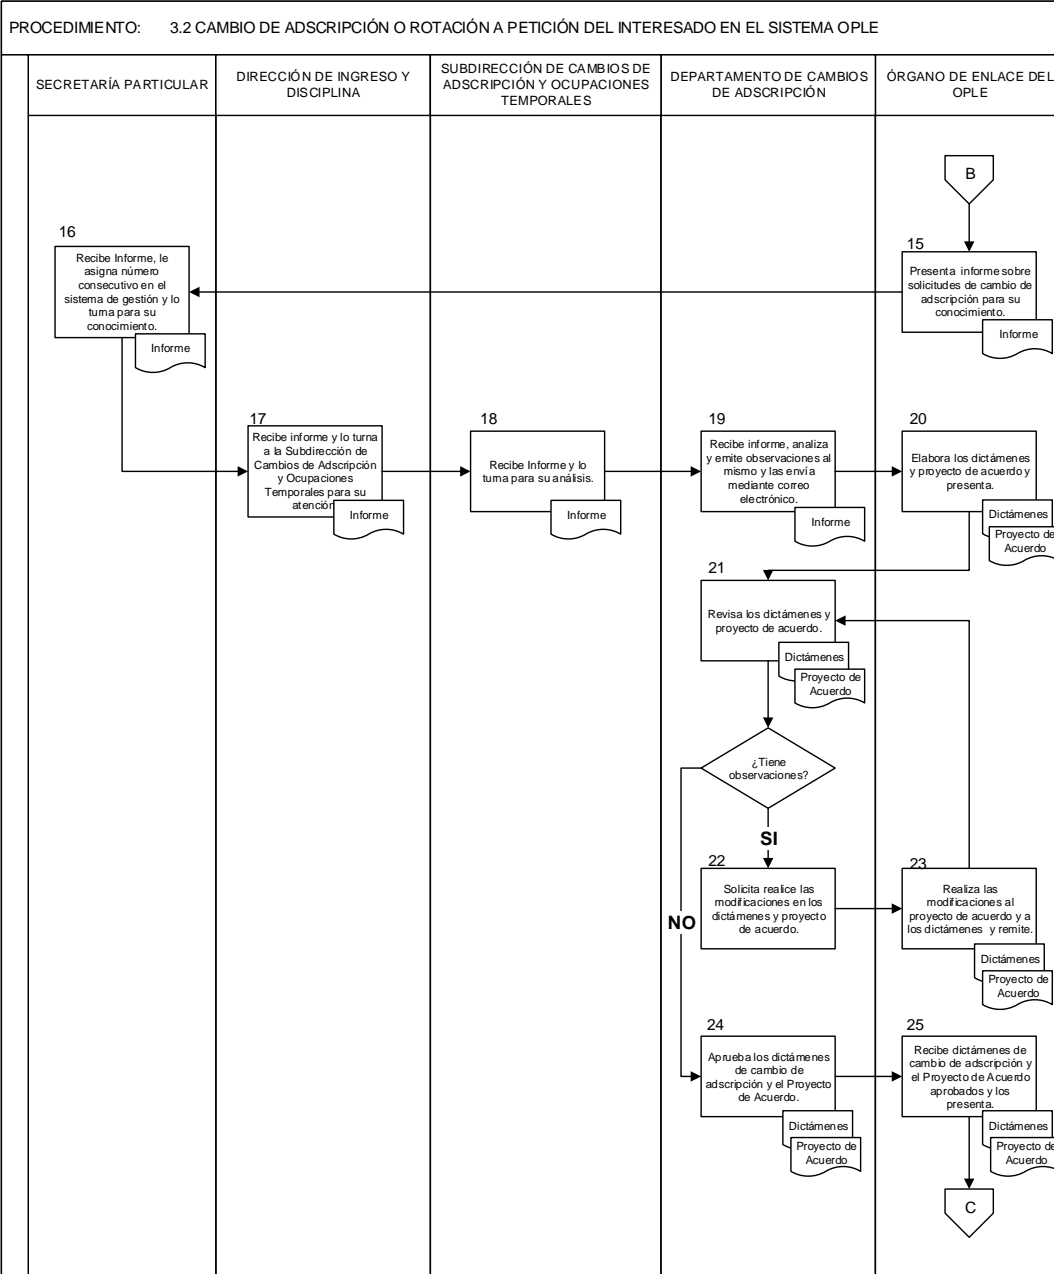 PROCEDIMIENTO: 3.2 CAMBIO DE ADSCRIPCIÓN O ROTACIÓN A PETICIÓN DEL INTERESADO EN EL SISTEMA OPLE
SECRETARÍA PARTICULAR
DIRECCIÓN DE INGRESO Y
DISCIPLINA
SUBDIRECCIÓN DE CAMBIOS DE
ADSCRIPCIÓN Y OCUPACIONES
TEMPORALES
DEPARTAMENTO DE CAMBIOS
DE ADSCRIPCIÓN
ÓRGANO DE ENLACE DEL
OPLE
B
15
Presenta informe sobre
solicitudes de cambio de
adscripción para su
conocimiento.
Informe
16
Recibe Informe, le
asigna número
consecutivo en el
sistema de gestión y lo
turna para su
conocimiento.
Informe
17
Recibe informe y lo turna
a la Subdirección de
Cambios de Adscripción
y Ocupaciones
Temporales para su
atención
Informe
18
Recibe Informe y lo
turna para su análisis.
Informe
19
Recibe informe, analiza
y emite observaciones al
mismo y las envía
mediante correo
electrónico.
Informe
20
Elabora los dictámenes
y proyecto de acuerdo y
presenta.
Dictámenes
Proyecto de
Acuerdo
21
Revisa los dictámenes y
proyecto de acuerdo.
Dictámenes
Proyecto de
Acuerdo
¿Tiene
observaciones?
SI
NO
22
Solicita realice las
modificaciones en los
dictámenes y proyecto
de acuerdo.
23
Realiza las
modificaciones al
proyecto de acuerdo y a
los dictámenes y remite.
Dictámenes
Proyecto de
Acuerdo
24
Aprueba los dictámenes
de cambio de
adscripción y el Proyecto
de Acuerdo.
Dictámenes
Proyecto de
Acuerdo
25
Recibe dictámenes de
cambio de adscripción y
el Proyecto de Acuerdo
aprobados y los
presenta.
Dictámenes
Proyecto de
Acuerdo
C